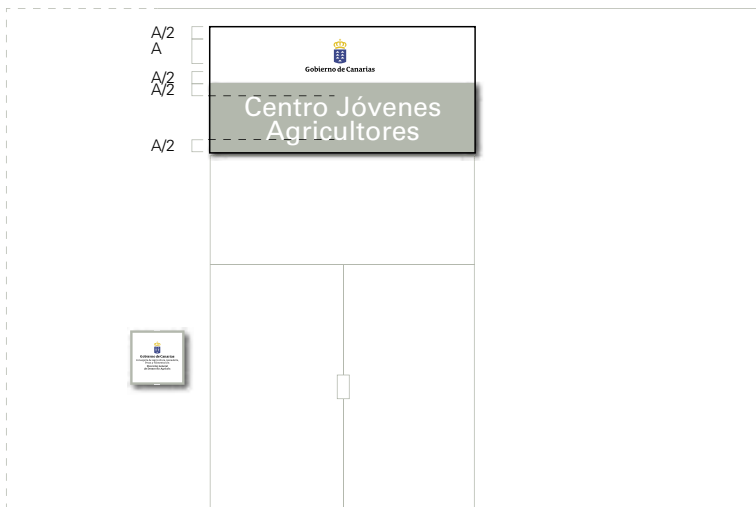 A/2
A
A/2
A/2
A/2
Gobierno de Canarias
Centro Jóvenes
Agricultores
Gobierno de Canarias